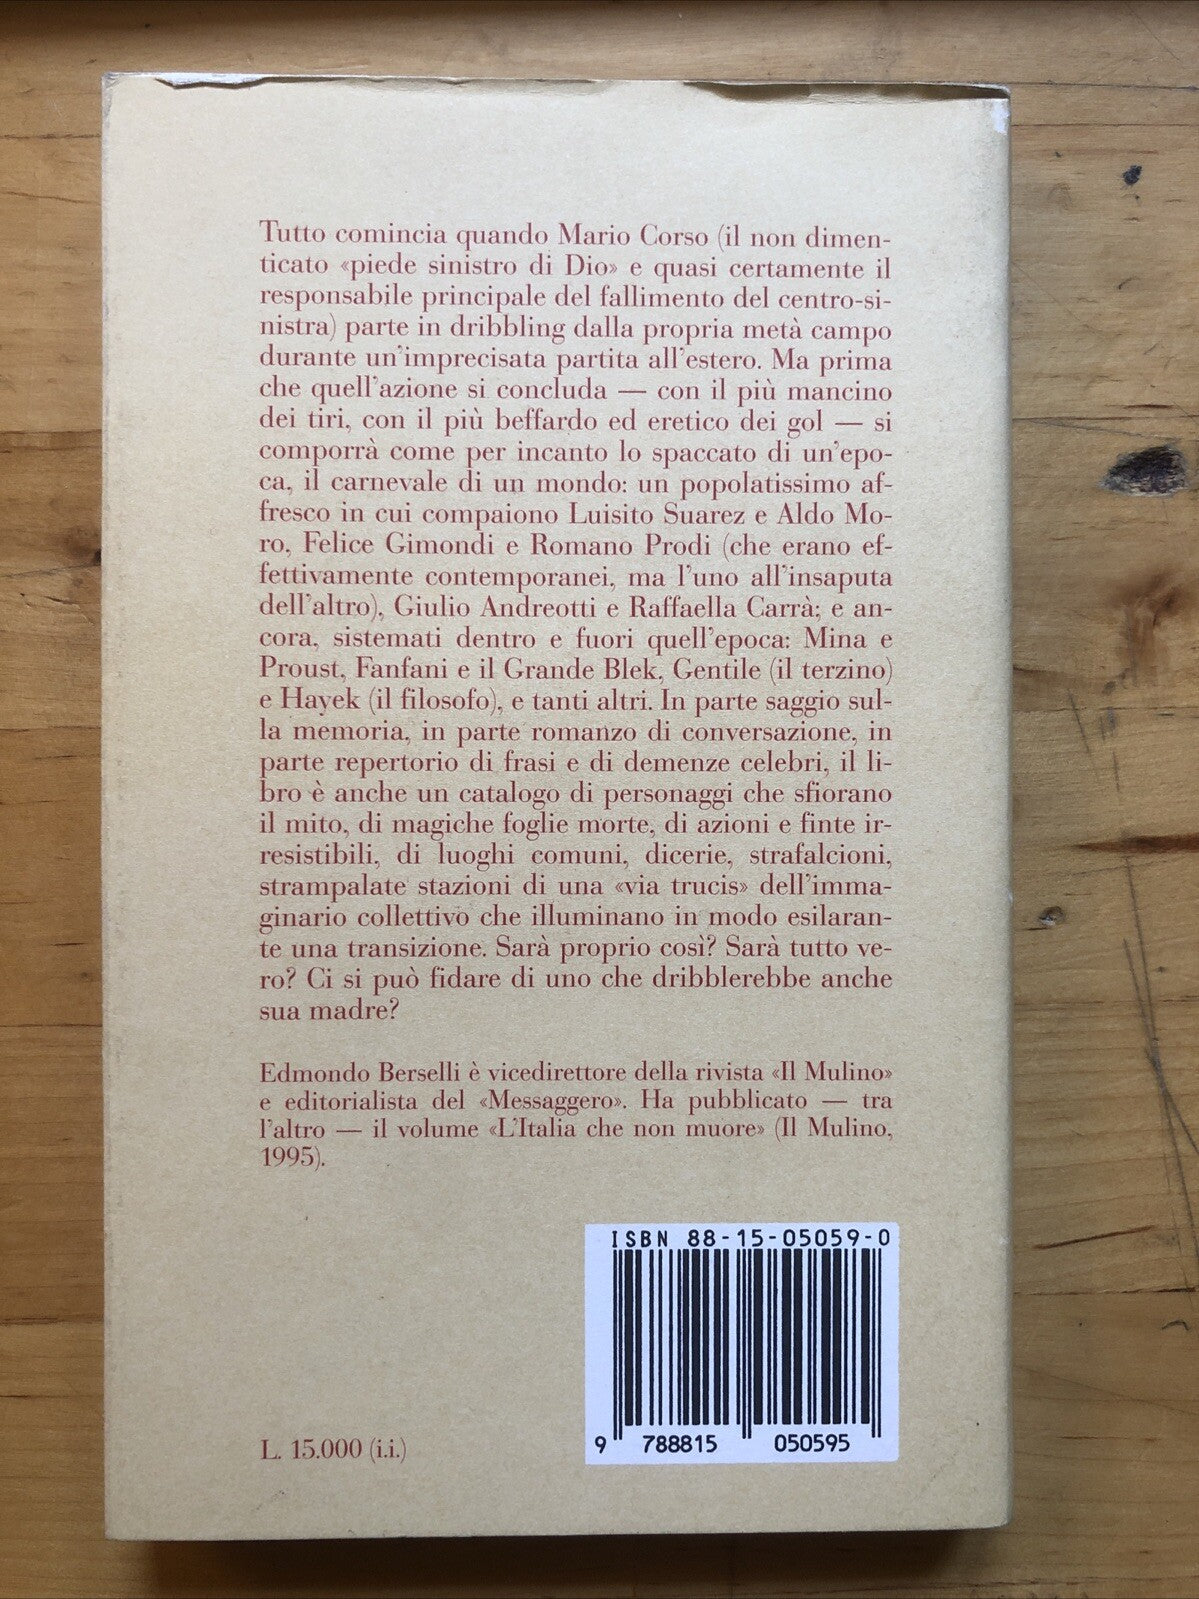 Tutto comincia quando Mario Corso (il non dimen-
ticato «piede sinistro di Dio» e quasi certamente il
responsabile principale del fallimento del centro-si-
nistra) parte in dribbling dalla propria metà campo
durante un'imprecisata partita all'estero. Ma prima
che quell'azione si concluda — con il più mancino
dei tiri, con il più beffardo ed eretico dei gol — si
comporrà come per incanto lo spaccato di un'epo-
ca, il carnevale di un mondo: un popolatissimo af-
fresco in cui compaiono Luisito Suarez e Aldo Mo-
ro, Felice Gimondi e Romano Prodi (che erano ef-
fettivamente contemporanei, ma l'uno all'insaputa
dell'altro), Giulio Andreotti e Raffaella Carrà; e an-
cora, sistemati dentro e fuori quell'epoca: Mina e
Proust, Fanfani e il Grande Blek, Gentile (il terzino)
e Hayek (il filosofo), e tanti altri. In parte saggio sul-
la memoria, in parte romanzo di conversazione, in
parte repertorio di frasi e di demenze celebri, il li-
bro è anche un catalogo di personaggi che sfiorano
il mito, di magiche foglie morte, di azioni e finte ir-
resistibili, di luoghi comuni, dicerie, strafalcioni,
strampalate stazioni di una «via trucis» dell'imma-
ginario collettivo che illuminano in modo esilaran-
te una transizione. Sarà proprio così? Sarà tutto ve-
ro? Ci si può fidare di uno che dribblerebbe anche
sua madre?
Edmondo Berselli è vicedirettore della rivista «Il Mulino»
e editorialista del «Messaggero». Ha pubblicato — tra
l'altro — il volume «L'Italia che non muore» (Il Mulino,
1995).
ISBN 88-15-05059-0
9 788815 050595
L. 15.000 (i.i.)